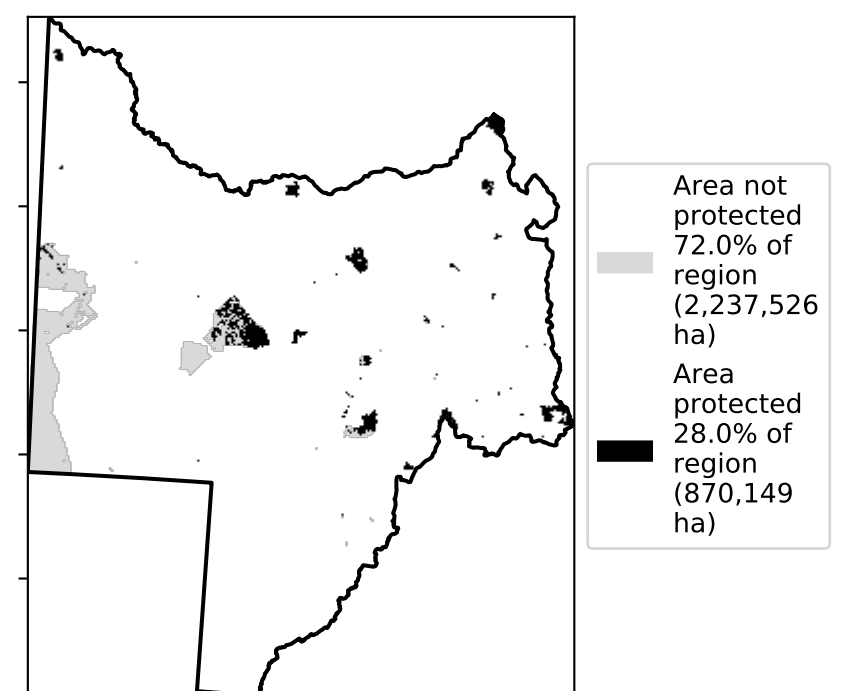 Area not
protected
72.0% of
region
(2,237,526
ha)
Area
protected
28.0% of
region
(870,149
ha)